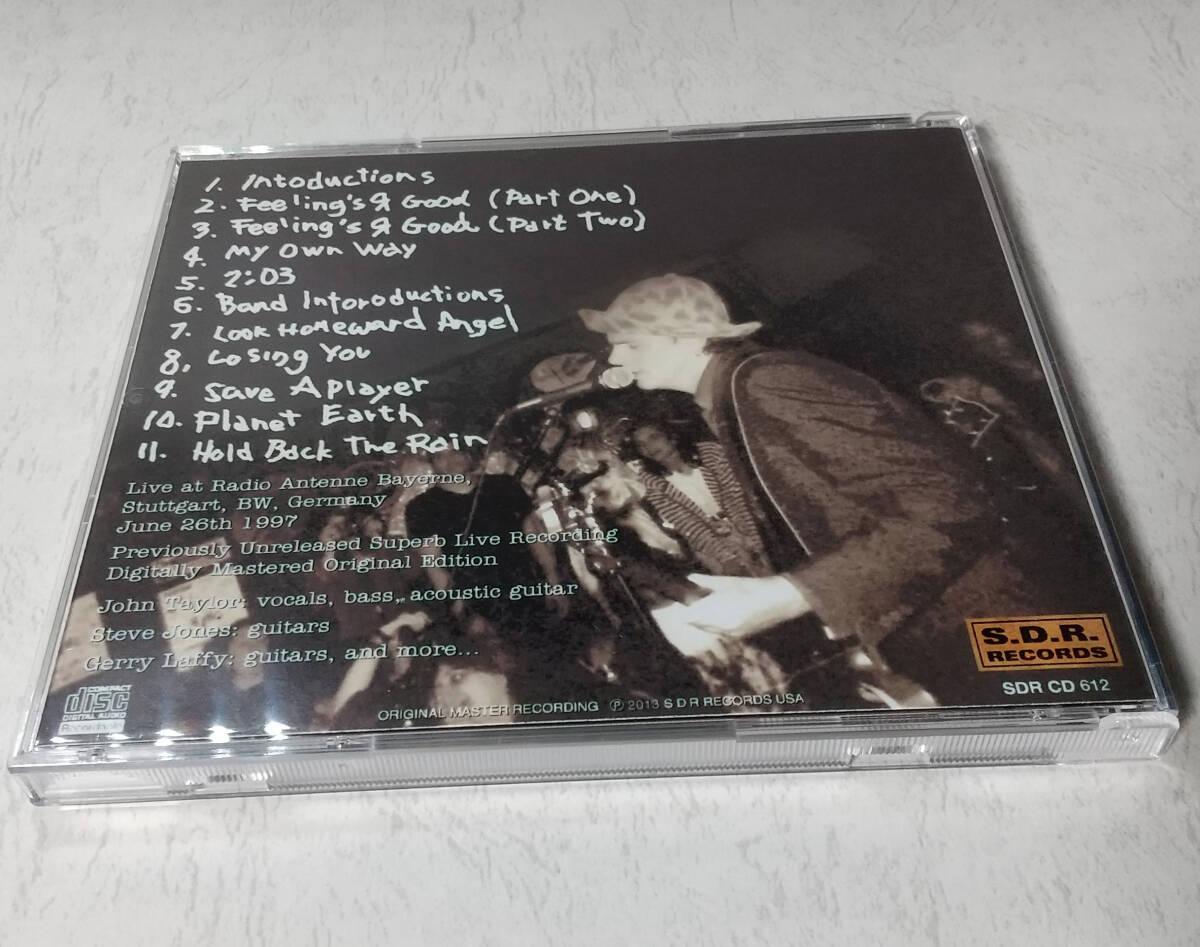 1. Intoductions
2. Feeling's Я Good (Part One)
3. Feeling's Я Good (Part Two)
4. My Own Way
5. 2:03
6. Band Intoroductions
7. Look Homeward Angel
8. Losing You
9. Save A Player
10. Planet Earth
11. Hold Back The Rain
Live at Radio Antenne Bayerne,
Stuttgart, BW, Germany
June 26th 1997
Previously Unreleased Superb Live Recording
Digitally Mastered Original Edition
John Taylor: vocals, bass, acoustic guitar
Steve Jones: guitars
Gerry Laffy: guitars, and more...
COMPACT
disc
DIGITAL AUDIO
Recordable
ORIGINAL MASTER RECORDING ℗ 2013 S D R RECORDS USA
S.D.R.
RECORDS
SDR CD 612